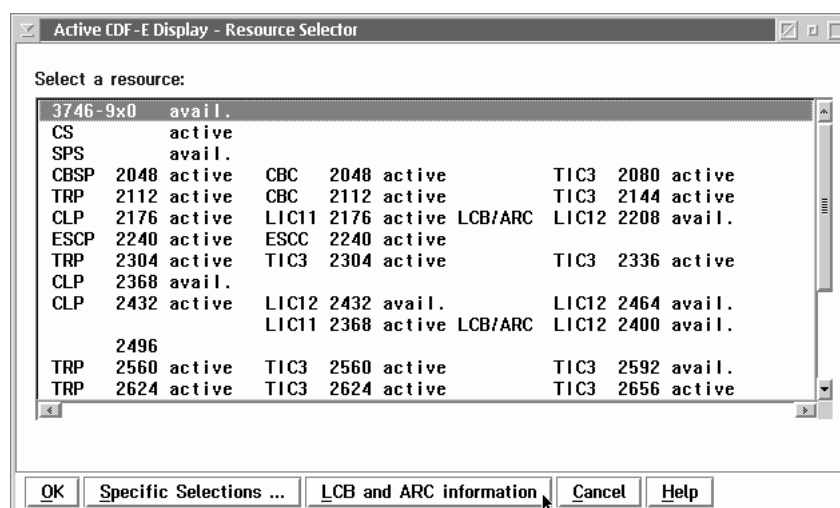 Active CDF-E Display - Resource Selector
Select a resource:
3746-9x0 avail.
CS active
SPS avail.
CBSP 2048 active CBC 2048 active TIC3 2080 active
TRP 2112 active CBC 2112 active TIC3 2144 active
CLP 2176 active LIC11 2176 active LCB/ARC LIC12 2208 avail.
ESCP 2240 active ESCC 2240 active
TRP 2304 active TIC3 2304 active TIC3 2336 active
CLP 2368 avail.
CLP 2432 active LIC12 2432 avail. LIC12 2464 avail.
LIC11 2368 active LCB/ARC LIC12 2400 avail.
2496
TRP 2560 active TIC3 2560 active TIC3 2592 avail.
TRP 2624 active TIC3 2624 active TIC3 2656 active
OK Specific Selections ... LCB and ARC information Cancel Help